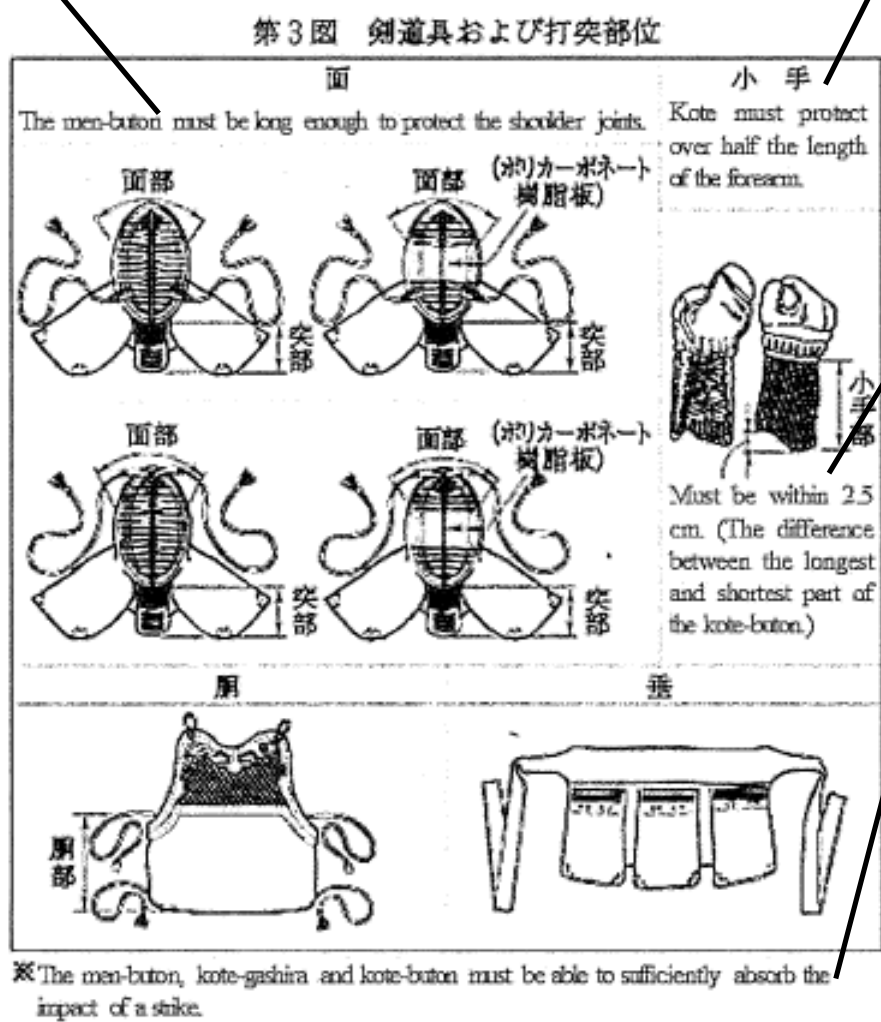 第3図 剣道具および打突部位
面
The men-buton must be long enough to protect the shoulder joints.
面部
面部
(ポリカーボネート
樹脂板)
突部
突部
面部
面部
(ポリカーボネート
樹脂板)
突部
突部
小手
Kote must protect
over half the length
of the forearm.
小手部
Must be within 2.5
cm. (The difference
between the longest
and shortest part of
the kote-buton.)
胴
胴部
垂
※The men-buton, kote-gashira and kote-buton must be able to sufficiently absorb the
impact of a strike.